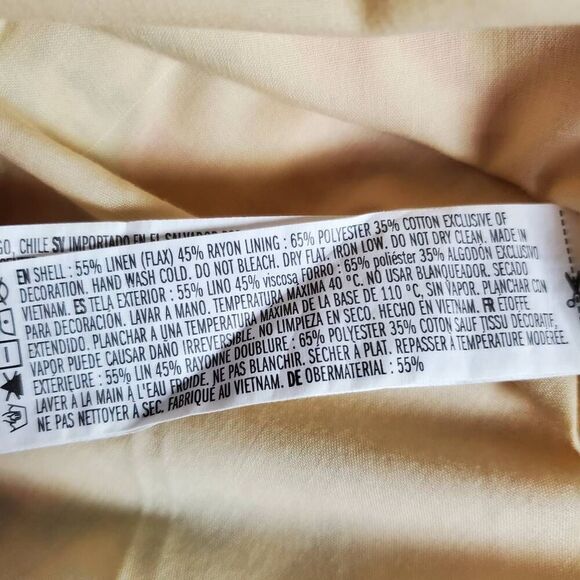 GO, CHILE SY IMPORTADO EN EL SALVADOR
EN SHELL : 55% LINEN (FLAX) 45% RAYON LINING : 65% POLYESTER 35% COTTON EXCLUSIVE OF
DECORATION. HAND WASH COLD. DO NOT BLEACH. DRY FLAT. IRON LOW. DO NOT DRY CLEAN. MADE IN
VIETNAM. ES TELA EXTERIOR : 55% LINO 45% viscosa FORRO : 65% poliéster 35% ALGODÓN EXCLUSIVO
PARA DECORACIÓN. LAVAR A MANO. TEMPERATURA MÁXIMA 40 °C. NO USAR BLANQUEADOR. SECADO
EXTENDIDO. PLANCHAR A UNA TEMPERATURA MÁXIMA DE LA BASE DE 110 °C, SIN VAPOR. PLANCHAR CON
VAPOR PUEDE CAUSAR DAÑO IRREVERSIBLE. NO LIMPIEZA EN SECO. HECHO EN VIETNAM. FR ETOFFE
EXTERIEURE : 55% LIN 45% RAYONNE DOUBLURE : 65% POLYESTER 35% COTON SAUF TISSU DÉCORATIF,
LAVER À LA MAIN À L'EAU FROIDE. NE PAS BLANCHIR. SÉCHER À PLAT. REPASSER À TEMPÉRATURE MODÉRÉE.
NE PAS NETTOYER À SEC. FABRIQUÉ AU VIETNAM. DE OBERMATERIAL : 55%